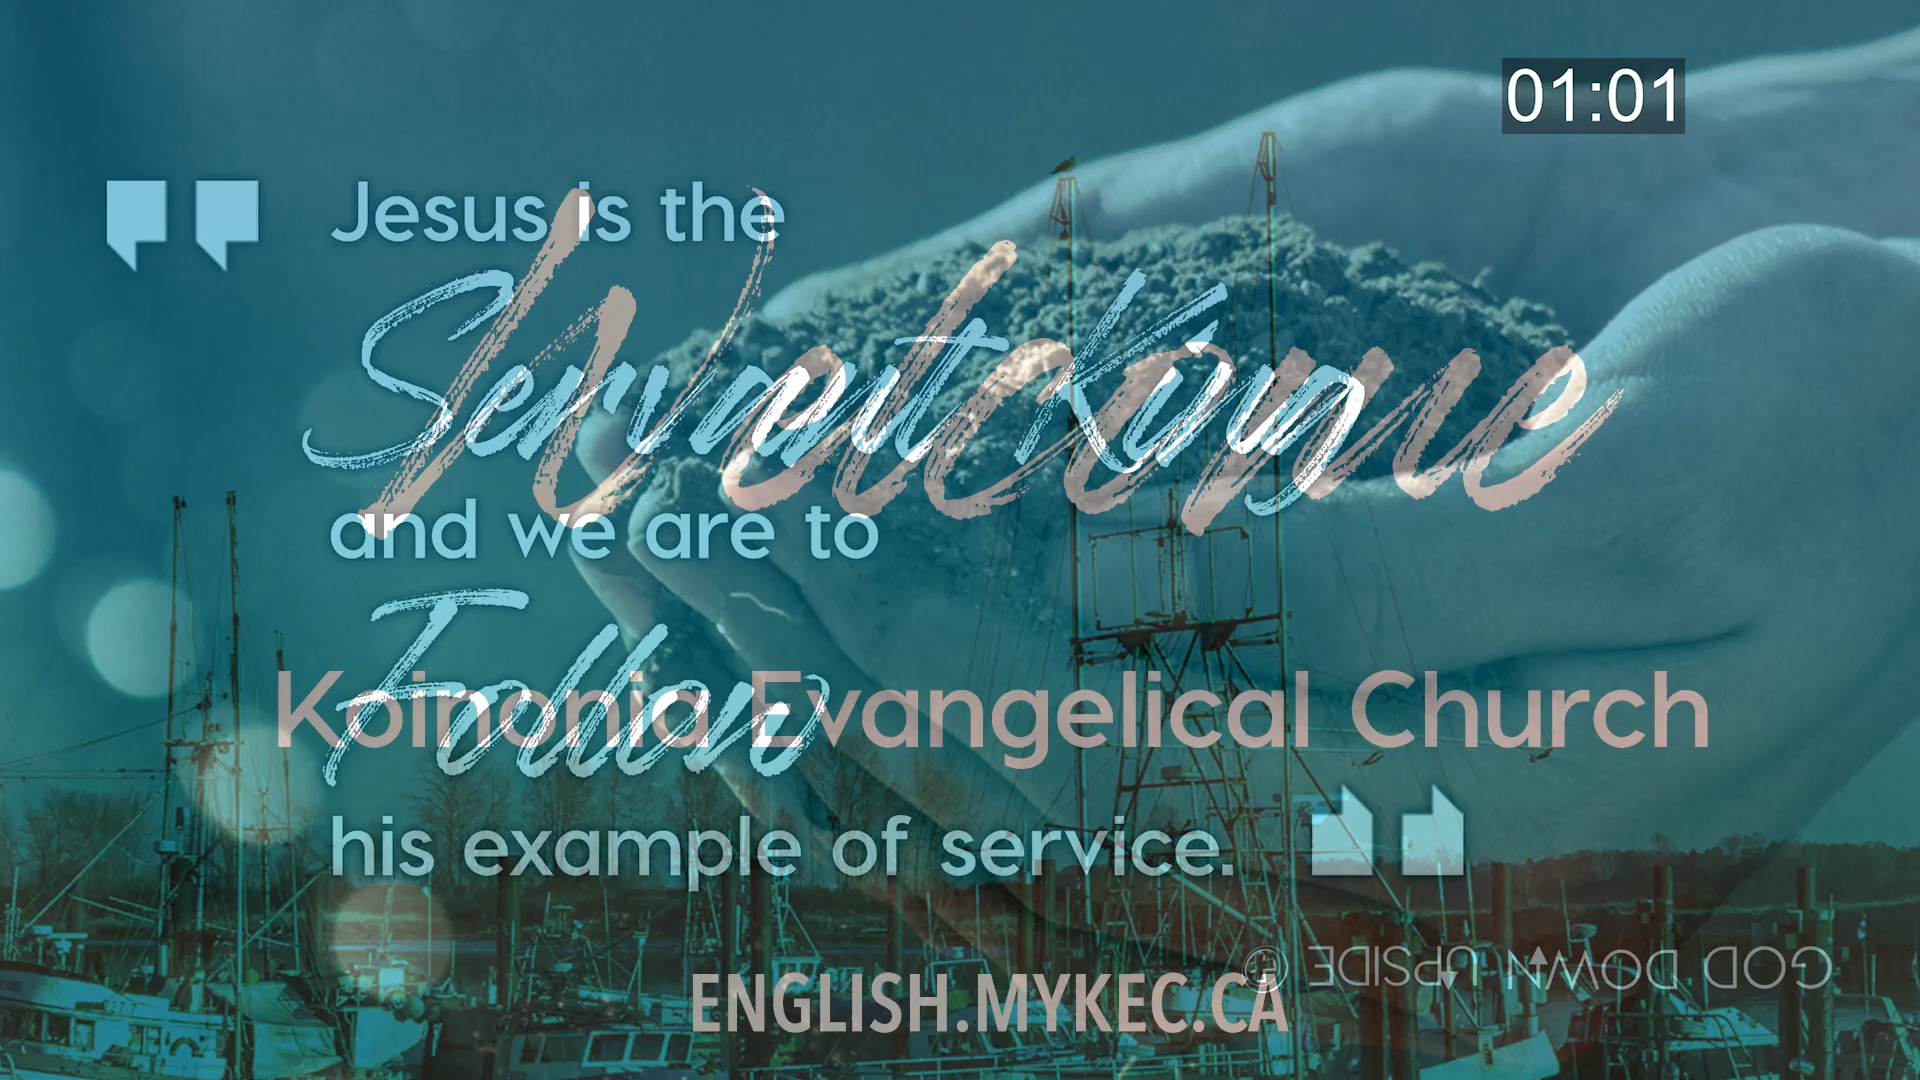 01:01
Jesus is the
Servant King
Welcome
and we are to
Follow
Koinonia Evangelical Church
his example of service.
GOD DOWN UPSIDE
ENGLISH.MYKEC.CA